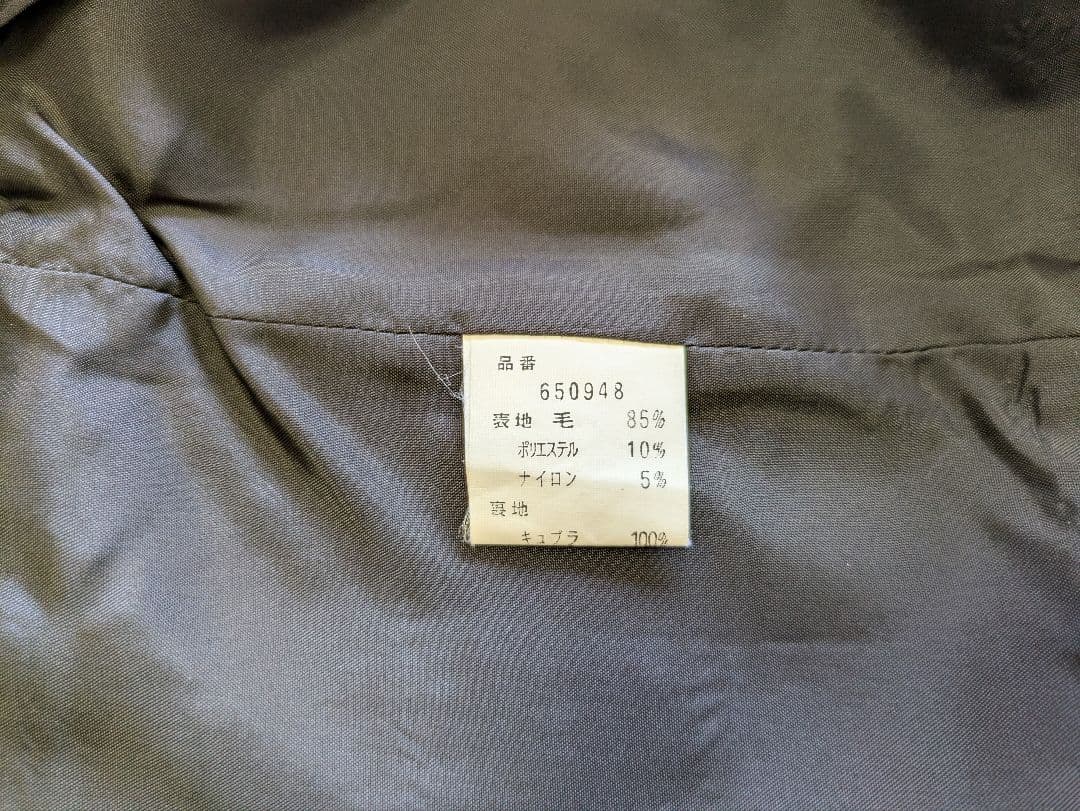 品番
650948
表地 毛 85%
ポリエステル 10%
ナイロン 5%
裏地
キュプラ 100%